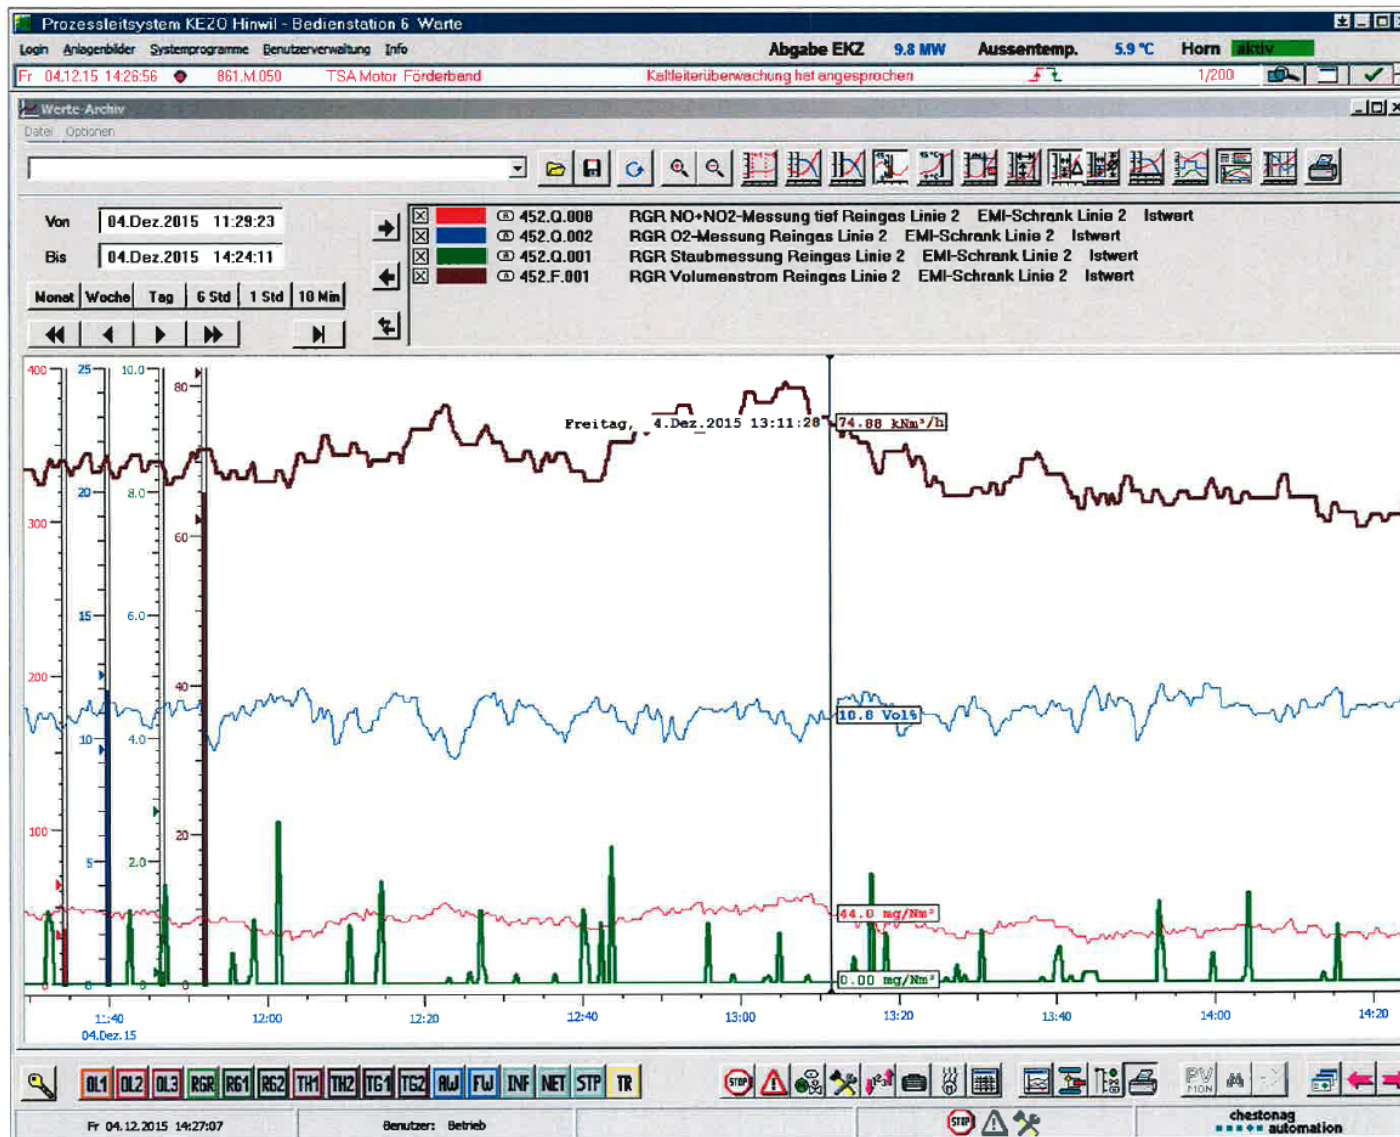 Prozessleitsystem KEZO Hinwil - Bedienstation 6 Warte
Login Anlagenbilder Systemprogramme Benutzerverwaltung Info Abgabe EKZ 9.8 MW Aussentemp. 5.9 °C Horn aktiv
Fr 04.12.15 14:26:56 861.M.050 TSA Motor Förderband Kaltleiterüberwachung hat angesprochen 1/200
Werte-Archiv
Datei Optionen
Von 04.Dez.2015 11:29:23
Bis 04.Dez.2015 14:24:11
Monat Woche Tag 6 Std 1 Std 10 Min
452.Q.008 RGR NO+NO2-Messung tief Reingas Linie 2 EMI-Schrank Linie 2 Istwert
452.Q.002 RGR O2-Messung Reingas Linie 2 EMI-Schrank Linie 2 Istwert
452.Q.001 RGR Staubmessung Reingas Linie 2 EMI-Schrank Linie 2 Istwert
452.F.001 RGR Volumenstrom Reingas Linie 2 EMI-Schrank Linie 2 Istwert
400 25 10.0
80
Freitag, 4.Dez.2015 13:11:28 74.88 kNm³/h
20 8.0
300
60
15 6.0
200
40
10.8 Vol%
10 4.0
100
20
5 2.0
44.0 mg/Nm³
0.00 mg/Nm³
0 0 0 0
11:40 12:00 12:20 12:40 13:00 13:20 13:40 14:00 14:20
04.Dez.15
OL1 OL2 OL3 RGR RG1 RG2 TH1 TH2 TG1 TG2 AW FW INF NET STP TR STOP PV MON
Fr 04.12.2015 14:27:07 Benutzer: Betrieb STOP chestonag
automation